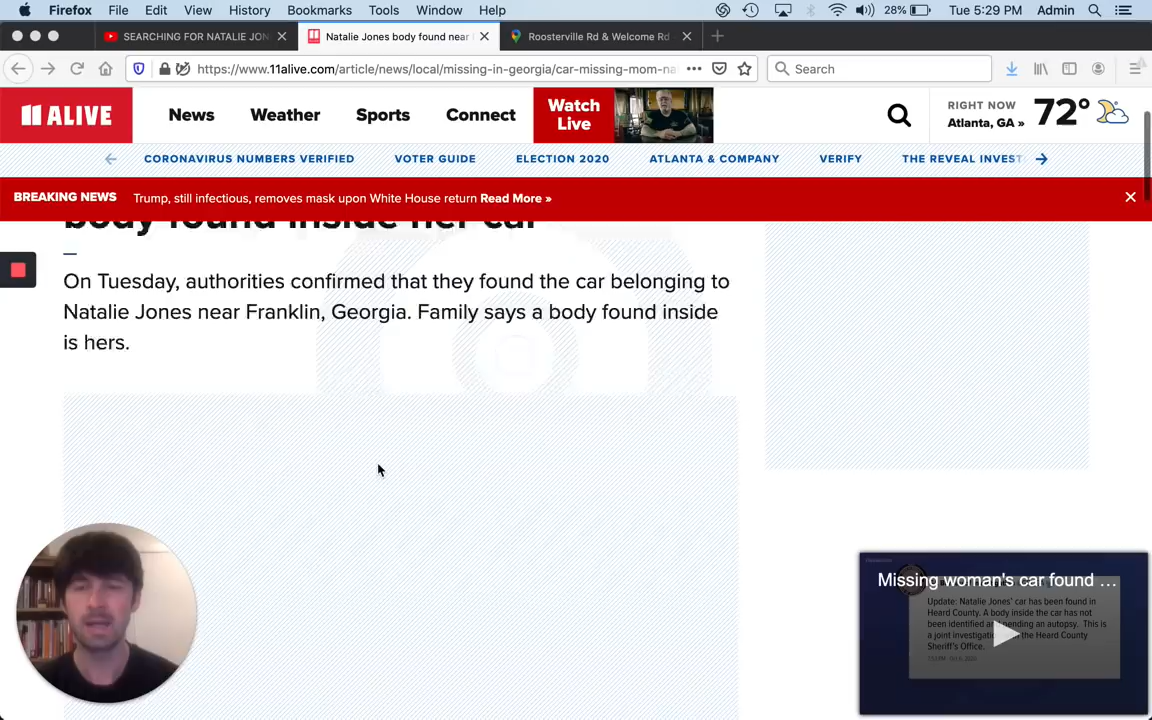 Firefox File Edit View History Bookmarks Tools Window Help 28% Tue 5:29 PM Admin
SEARCHING FOR NATALIE JON
Natalie Jones body found near
Roosterville Rd & Welcome Rd
https://www.11alive.com/article/news/local/missing-in-georgia/car-missing-mom-na
Search
11 ALIVE
News Weather Sports Connect
Watch
Live
RIGHT NOW
Atlanta, GA »
72°
CORONAVIRUS NUMBERS VERIFIED VOTER GUIDE ELECTION 2020 ATLANTA & COMPANY VERIFY THE REVEAL INVEST
BREAKING NEWS Trump, still infectious, removes mask upon White House return Read More »
body found inside her car
On Tuesday, authorities confirmed that they found the car belonging to
Natalie Jones near Franklin, Georgia. Family says a body found inside
is hers.
Missing woman's car found ...
Update: Natalie Jones' car has been found in
Heard County. A body inside the car has not
been identified and pending an autopsy. This is
a joint investigation the Heard County
Sheriff's Office.